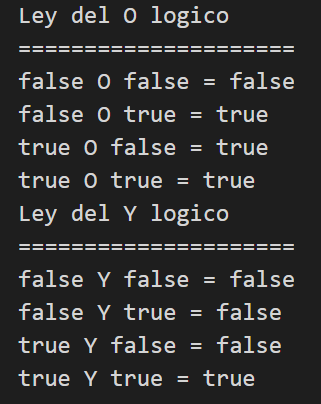 Ley del O logico
=====================
false O false = false
false O true = true
true O false = true
true O true = true
Ley del Y logico
=====================
false Y false = false
false Y true = false
true Y false = false
true Y true = true